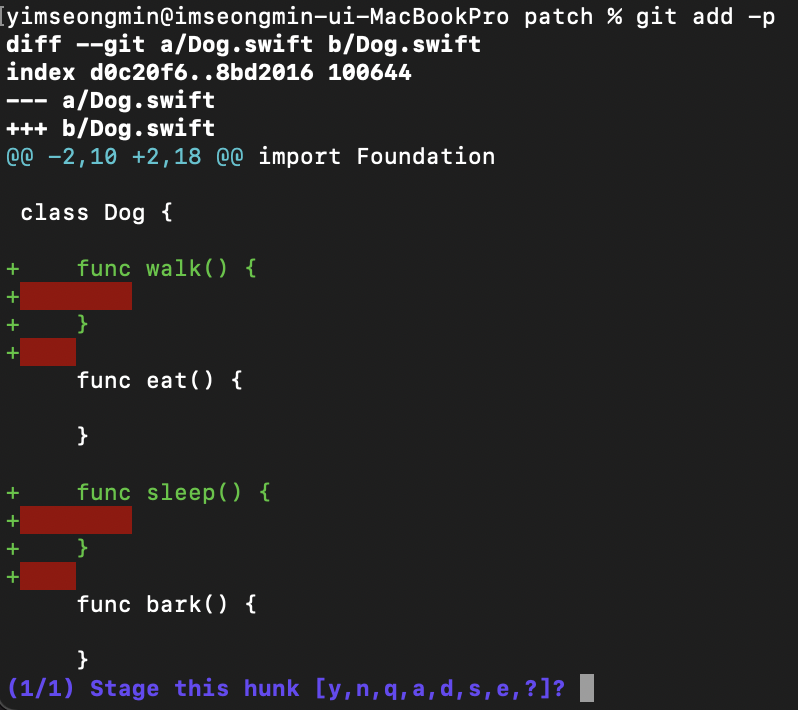 yimseongmin@imseongmin-ui-MacBookPro patch % git add -p
diff --git a/Dog.swift b/Dog.swift
index d0c20f6..8bd2016 100644
--- a/Dog.swift
+++ b/Dog.swift
@@ -2,10 +2,18 @@ import Foundation
 class Dog {
+    func walk() {
+
+    }
+
     func eat() {
     }
+    func sleep() {
+
+    }
+
     func bark() {
     }
(1/1) Stage this hunk [y,n,q,a,d,s,e,?]?